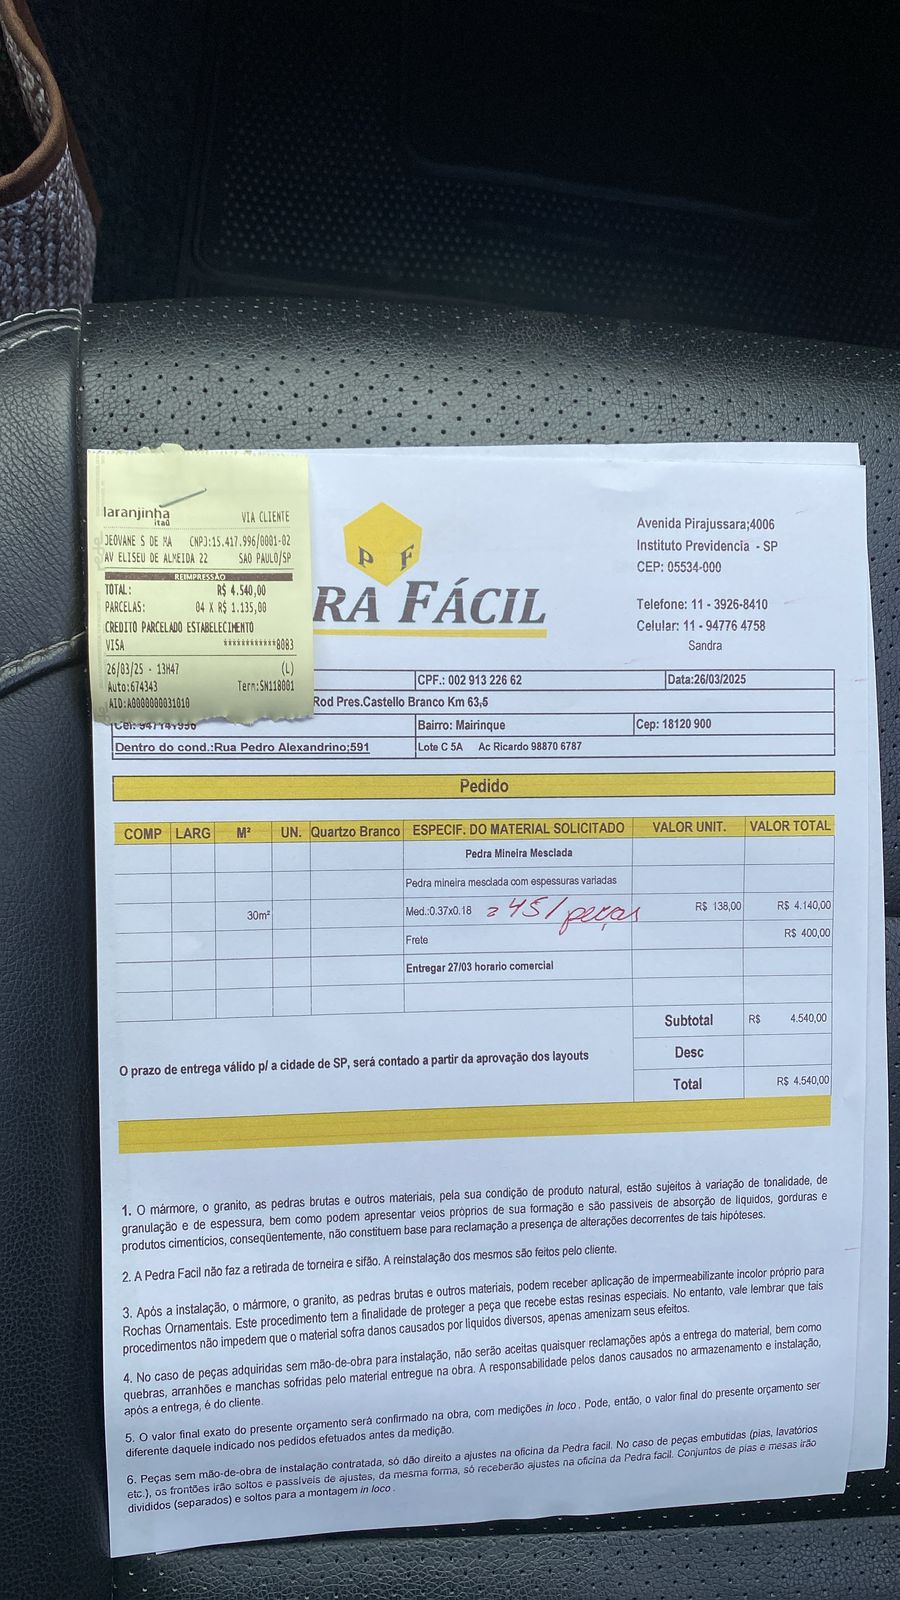 laranjinha
itaú
VIA CLIENTE
JEOVANE S DE MA CNPJ:15.417.996/0001-02
AV ELISEU DE ALMEIDA 22 SAO PAULO/SP
REIMPRESSÃO
TOTAL: R$ 4.540,00
PARCELAS: 04 X R$ 1.135,00
CREDITO PARCELADO ESTABELECIMENTO
VISA ***********8083
26/03/25 - 13H47 (L)
Auto:674343 Term:SN118001
AID:A0000000031010
P F
RA FÁCIL
Avenida Pirajussara;4006
Instituto Previdencia - SP
CEP: 05534-000
Telefone: 11 - 3926-8410
Celular: 11 - 94776 4758
Sandra
CPF.: 002 913 226 62 Data:26/03/2025
Rod Pres.Castello Branco Km 63,5
Bairro: Mairinque Cep: 18120 900
Dentro do cond.:Rua Pedro Alexandrino;591 Lote C 5A Ac Ricardo 98870 6787
Pedido
COMP LARG M² UN. Quartzo Branco ESPECIF. DO MATERIAL SOLICITADO VALOR UNIT. VALOR TOTAL
Pedra Mineira Mesclada
Pedra mineira mesclada com espessuras variadas
30m² Med.:0.37x0.18 451 peças R$ 138,00 R$ 4.140,00
Frete R$ 400,00
Entregar 27/03 horario comercial
Subtotal R$ 4.540,00
Desc
O prazo de entrega válido p/ a cidade de SP, será contado a partir da aprovação dos layouts
Total R$ 4.540,00
1. O mármore, o granito, as pedras brutas e outros materiais, pela sua condição de produto natural, estão sujeitos à variação de tonalidade, de
granulação e de espessura, bem como podem apresentar veios próprios de sua formação e são passíveis de absorção de líquidos, gorduras e
produtos cimenticios, conseqüentemente, não constituem base para reclamação a presença de alterações decorrentes de tais hipóteses.
2. A Pedra Facil não faz a retirada de torneira e sifão. A reinstalação dos mesmos são feitos pelo cliente.
3. Após a instalação, o mármore, o granito, as pedras brutas e outros materiais, podem receber aplicação de impermeabilizante incolor próprio para
Rochas Ornamentais. Este procedimento tem a finalidade de proteger a peça que recebe estas resinas especiais. No entanto, vale lembrar que tais
procedimentos não impedem que o material sofra danos causados por líquidos diversos, apenas amenizam seus efeitos.
4. No caso de peças adquiridas sem mão-de-obra para instalação, não serão aceitas quaisquer reclamações após a entrega do material, bem como
quebras, arranhões e manchas sofridas pelo material entregue na obra. A responsabilidade pelos danos causados no armazenamento e instalação,
após a entrega, é do cliente.
5. O valor final exato do presente orçamento será confirmado na obra, com medições in loco. Pode, então, o valor final do presente orçamento ser
diferente daquele indicado nos pedidos efetuados antes da medição.
6. Peças sem mão-de-obra de instalação contratada, só dão direito a ajustes na oficina da Pedra facil. No caso de peças embutidas (pias, lavatórios
etc.), os frontões irão soltos e passíveis de ajustes, da mesma forma, só receberão ajustes na oficina da Pedra facil. Conjuntos de pias e mesas irão
divididos (separados) e soltos para a montagem in loco.